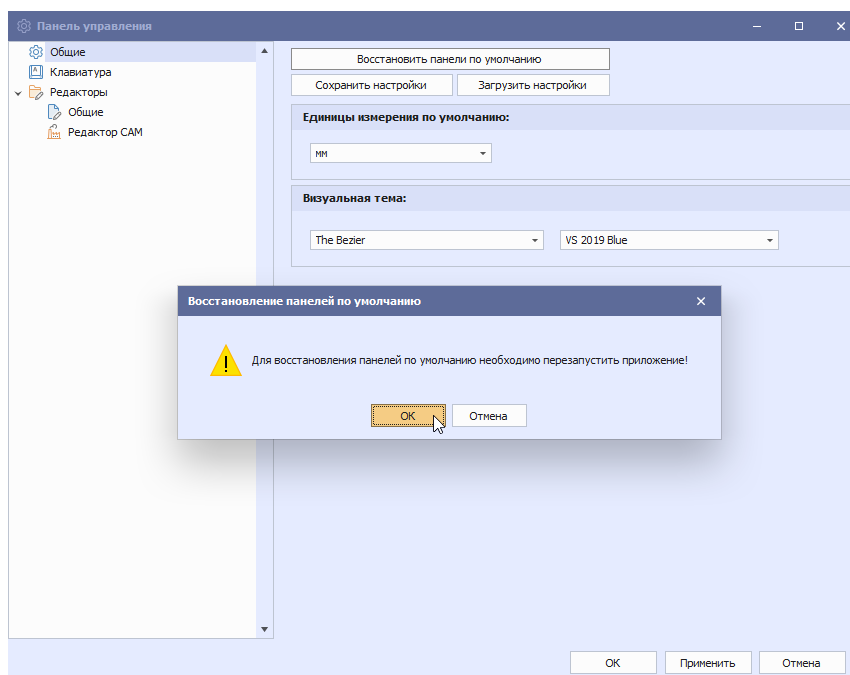 Панель управления
Общие
Клавиатура
Редакторы
Общие
Редактор CAM
Восстановить панели по умолчанию
Сохранить настройки
Загрузить настройки
Единицы измерения по умолчанию:
мм
Визуальная тема:
The Bezier
VS 2019 Blue
Восстановление панелей по умолчанию
Для восстановления панелей по умолчанию необходимо перезапустить приложение!
ОК
Отмена
ОК
Применить
Отмена